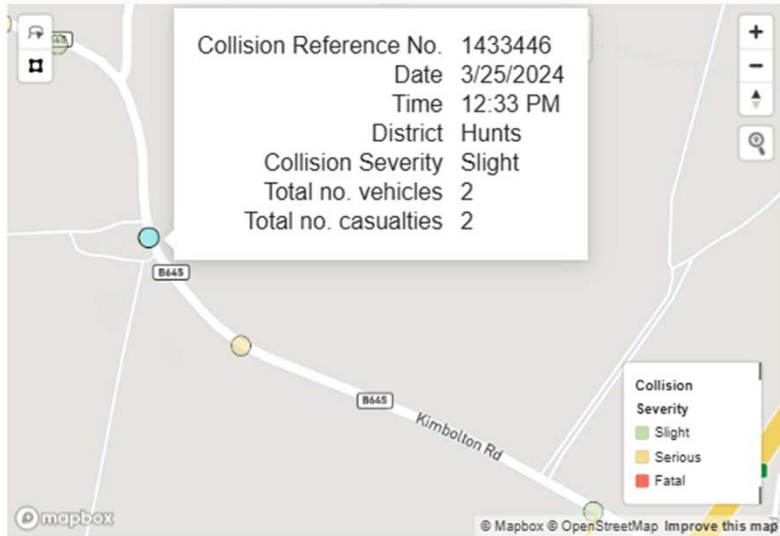 Collision Reference No. 1433446
Date 3/25/2024
Time 12:33 PM
District Hunts
Collision Severity Slight
Total no. vehicles 2
Total no. casualties 2
B645
B645
Kimbolton Rd
Collision
Severity
Slight
Serious
Fatal
mapbox
© Mapbox © OpenStreetMap Improve this map